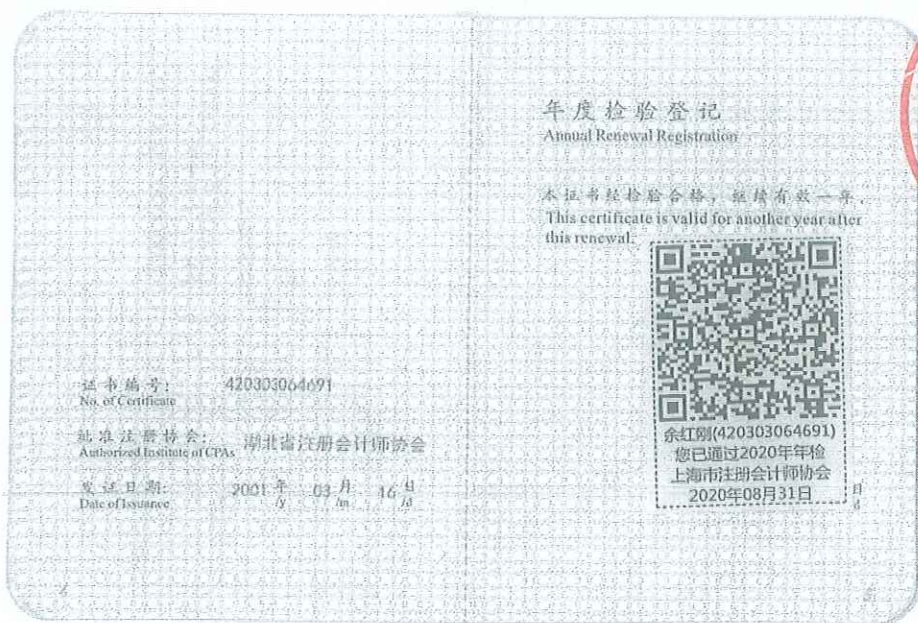 证书编号: 420303064691
No. of Certificate
批准注册协会: 湖北省注册会计师协会
Authorized Institute of CPAs
发证日期: 2001 年 03 月 16 日
Date of Issuance /y /m /d
4
年度检验登记
Annual Renewal Registration
本证书经检验合格，继续有效一年.
This certificate is valid for another year after
this renewal.
余红刚(420303064691)
您已通过2020年年检
上海市注册会计师协会
2020年08月31日
日
d
5